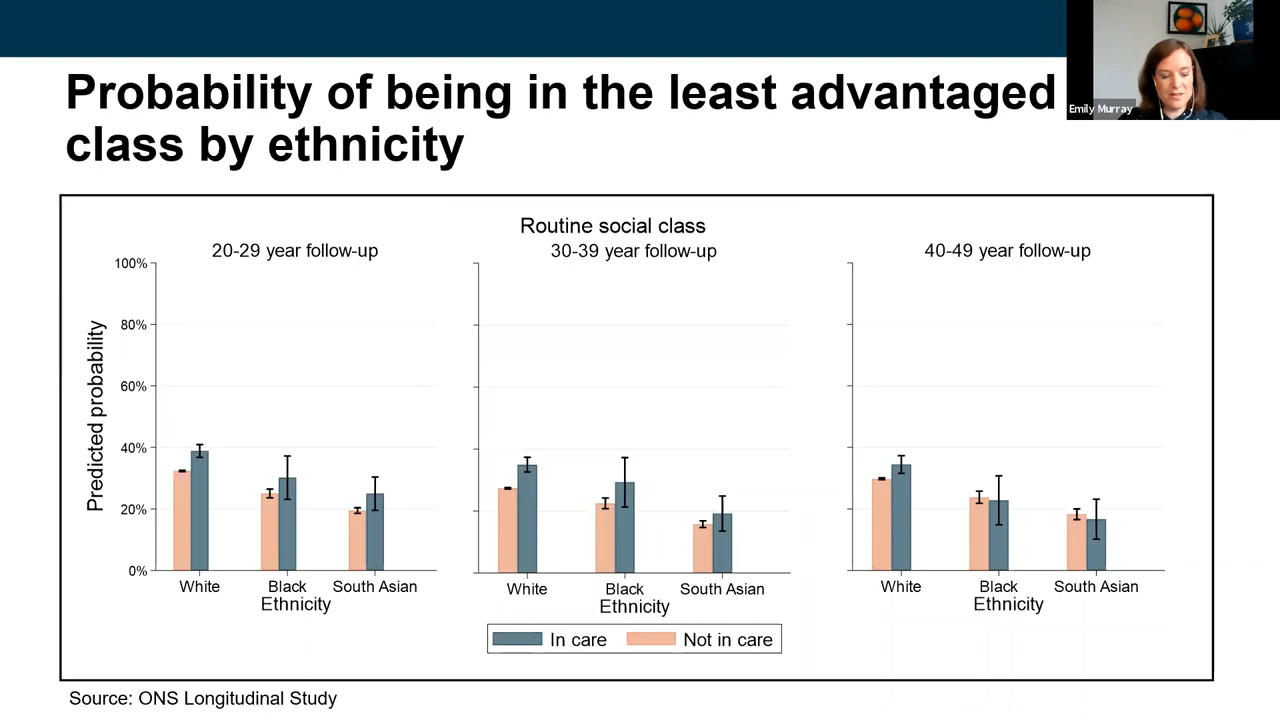 Probability of being in the least advantaged
class by ethnicity
Emily Murray
Routine social class
20-29 year follow-up
30-39 year follow-up
40-49 year follow-up
Predicted probability
100%
80%
60%
40%
20%
0%
White Black South Asian
Ethnicity
White Black South Asian
Ethnicity
White Black South Asian
Ethnicity
In care Not in care
Source: ONS Longitudinal Study